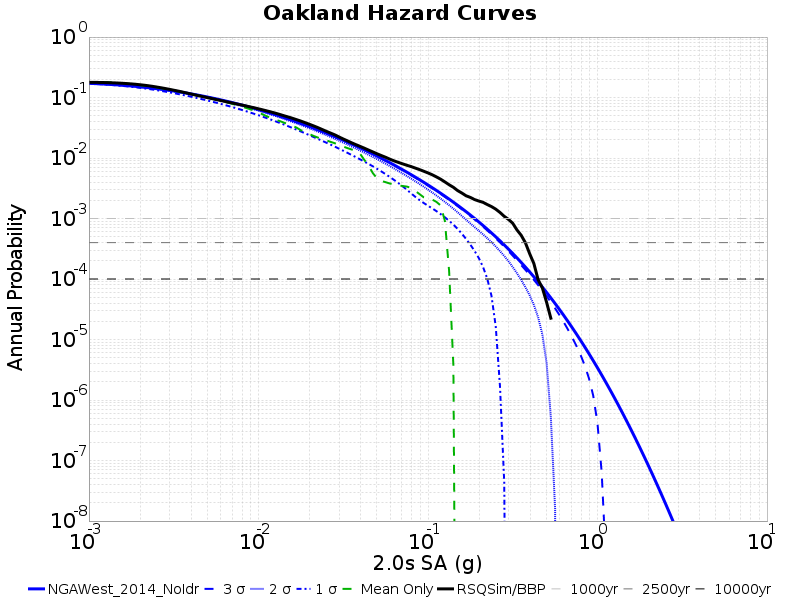 Oakland Hazard Curves
Annual Probability
10^0
10^-1
10^-2
10^-3
10^-4
10^-5
10^-6
10^-7
10^-8
10^-3 10^-2 10^-1 10^0 10^1
2.0s SA (g)
NGAWest_2014_NoIdr 3 σ 2 σ 1 σ Mean Only RSQSim/BBP 1000yr 2500yr 10000yr